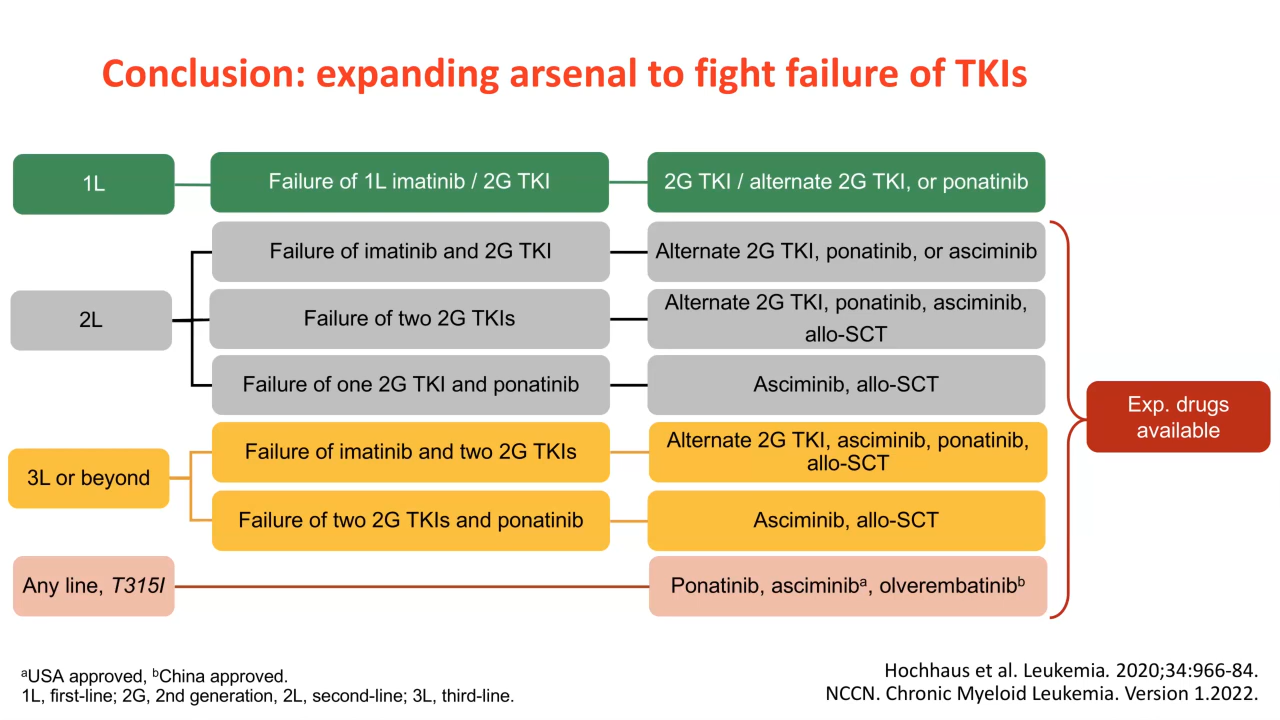 Conclusion: expanding arsenal to fight failure of TKIs
1L
Failure of 1L imatinib / 2G TKI
2G TKI / alternate 2G TKI, or ponatinib
2L
Failure of imatinib and 2G TKI
Alternate 2G TKI, ponatinib, or asciminib
Failure of two 2G TKIs
Alternate 2G TKI, ponatinib, asciminib,
allo-SCT
Failure of one 2G TKI and ponatinib
Asciminib, allo-SCT
3L or beyond
Failure of imatinib and two 2G TKIs
Alternate 2G TKI, asciminib, ponatinib,
allo-SCT
Failure of two 2G TKIs and ponatinib
Asciminib, allo-SCT
Any line, T315I
Ponatinib, asciminibᵃ, olverembatinibᵇ
Exp. drugs
available
ᵃUSA approved, ᵇChina approved.
1L, first-line; 2G, 2nd generation, 2L, second-line; 3L, third-line.
Hochhaus et al. Leukemia. 2020;34:966-84.
NCCN. Chronic Myeloid Leukemia. Version 1.2022.